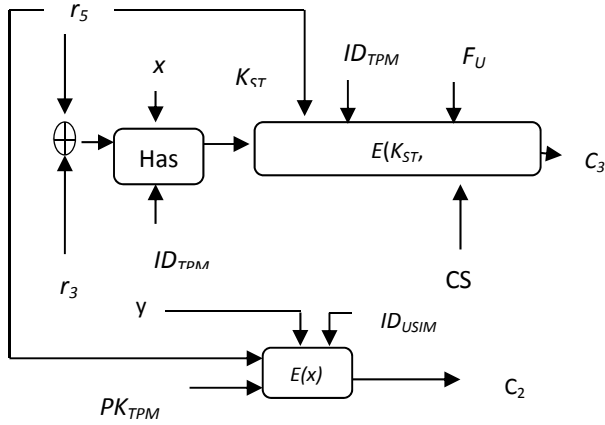 r5
x
KST
IDTPM
FU
Has
E(KST,
C3
IDTPM
r3
CS
y
IDUSIM
E(x)
PKTPM
C2